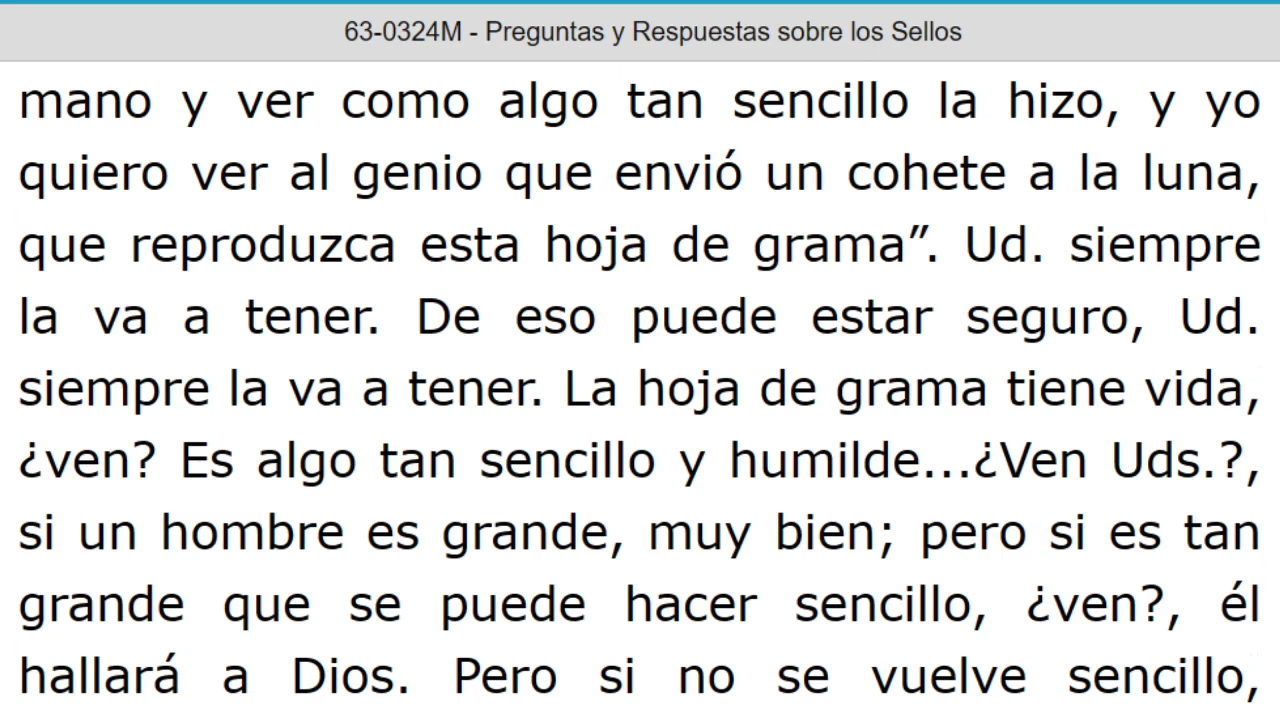 63-0324M - Preguntas y Respuestas sobre los Sellos
mano y ver como algo tan sencillo la hizo, y yo
quiero ver al genio que envió un cohete a la luna,
que reproduzca esta hoja de grama”. Ud. siempre
la va a tener. De eso puede estar seguro, Ud.
siempre la va a tener. La hoja de grama tiene vida,
¿ven? Es algo tan sencillo y humilde...¿Ven Uds.?,
si un hombre es grande, muy bien; pero si es tan
grande que se puede hacer sencillo, ¿ven?, él
hallará a Dios. Pero si no se vuelve sencillo,